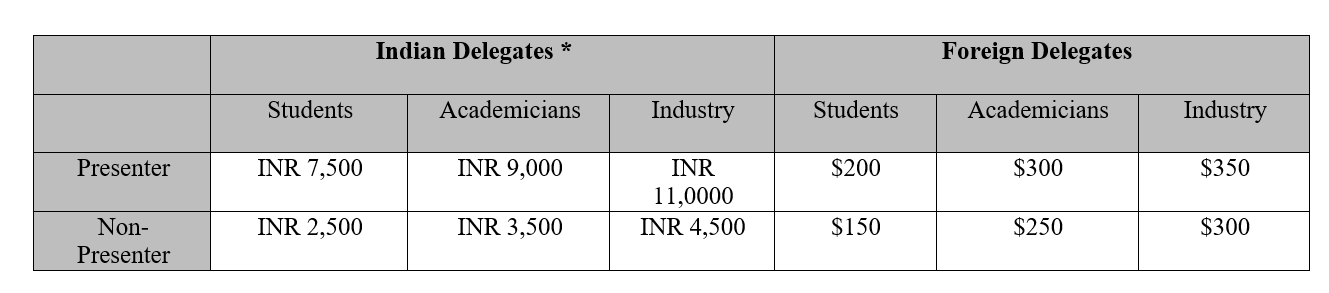 Indian Delegates * Foreign Delegates
Students Academicians Industry Students Academicians Industry
Presenter INR 7,500 INR 9,000 INR $200 $300 $350
11,0000
Non- INR 2,500 INR 3,500 INR 4,500 $150 $250 $300
Presenter